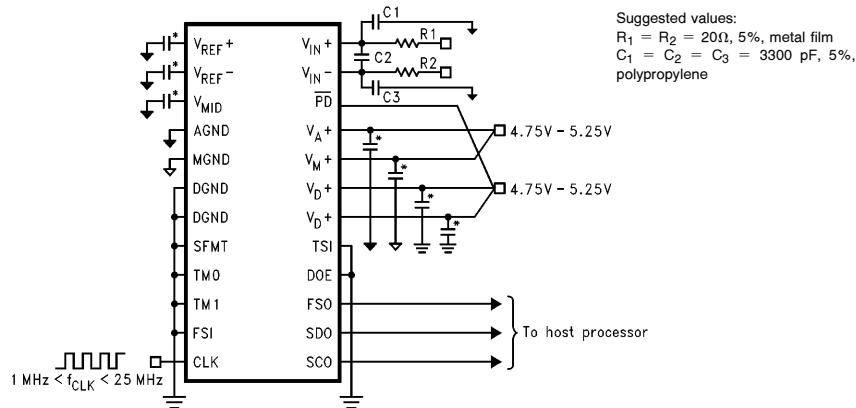 C1
Suggested values:
R1 = R2 = 20Ω, 5%, metal film
C1 = C2 = C3 = 3300 pF, 5%,
polypropylene
* VREF+ VIN+ R1
C2
* VREF- VIN- R2
C3
* VMID P̅D̅
AGND VA+ * 4.75V - 5.25V
MGND VM+ *
DGND VD+ * 4.75V - 5.25V
DGND VD+ *
SFMT TSI
TM0 DOE
TM1 FSO
FSI SDO To host processor
CLK SCO
1 MHz < fCLK < 25 MHz